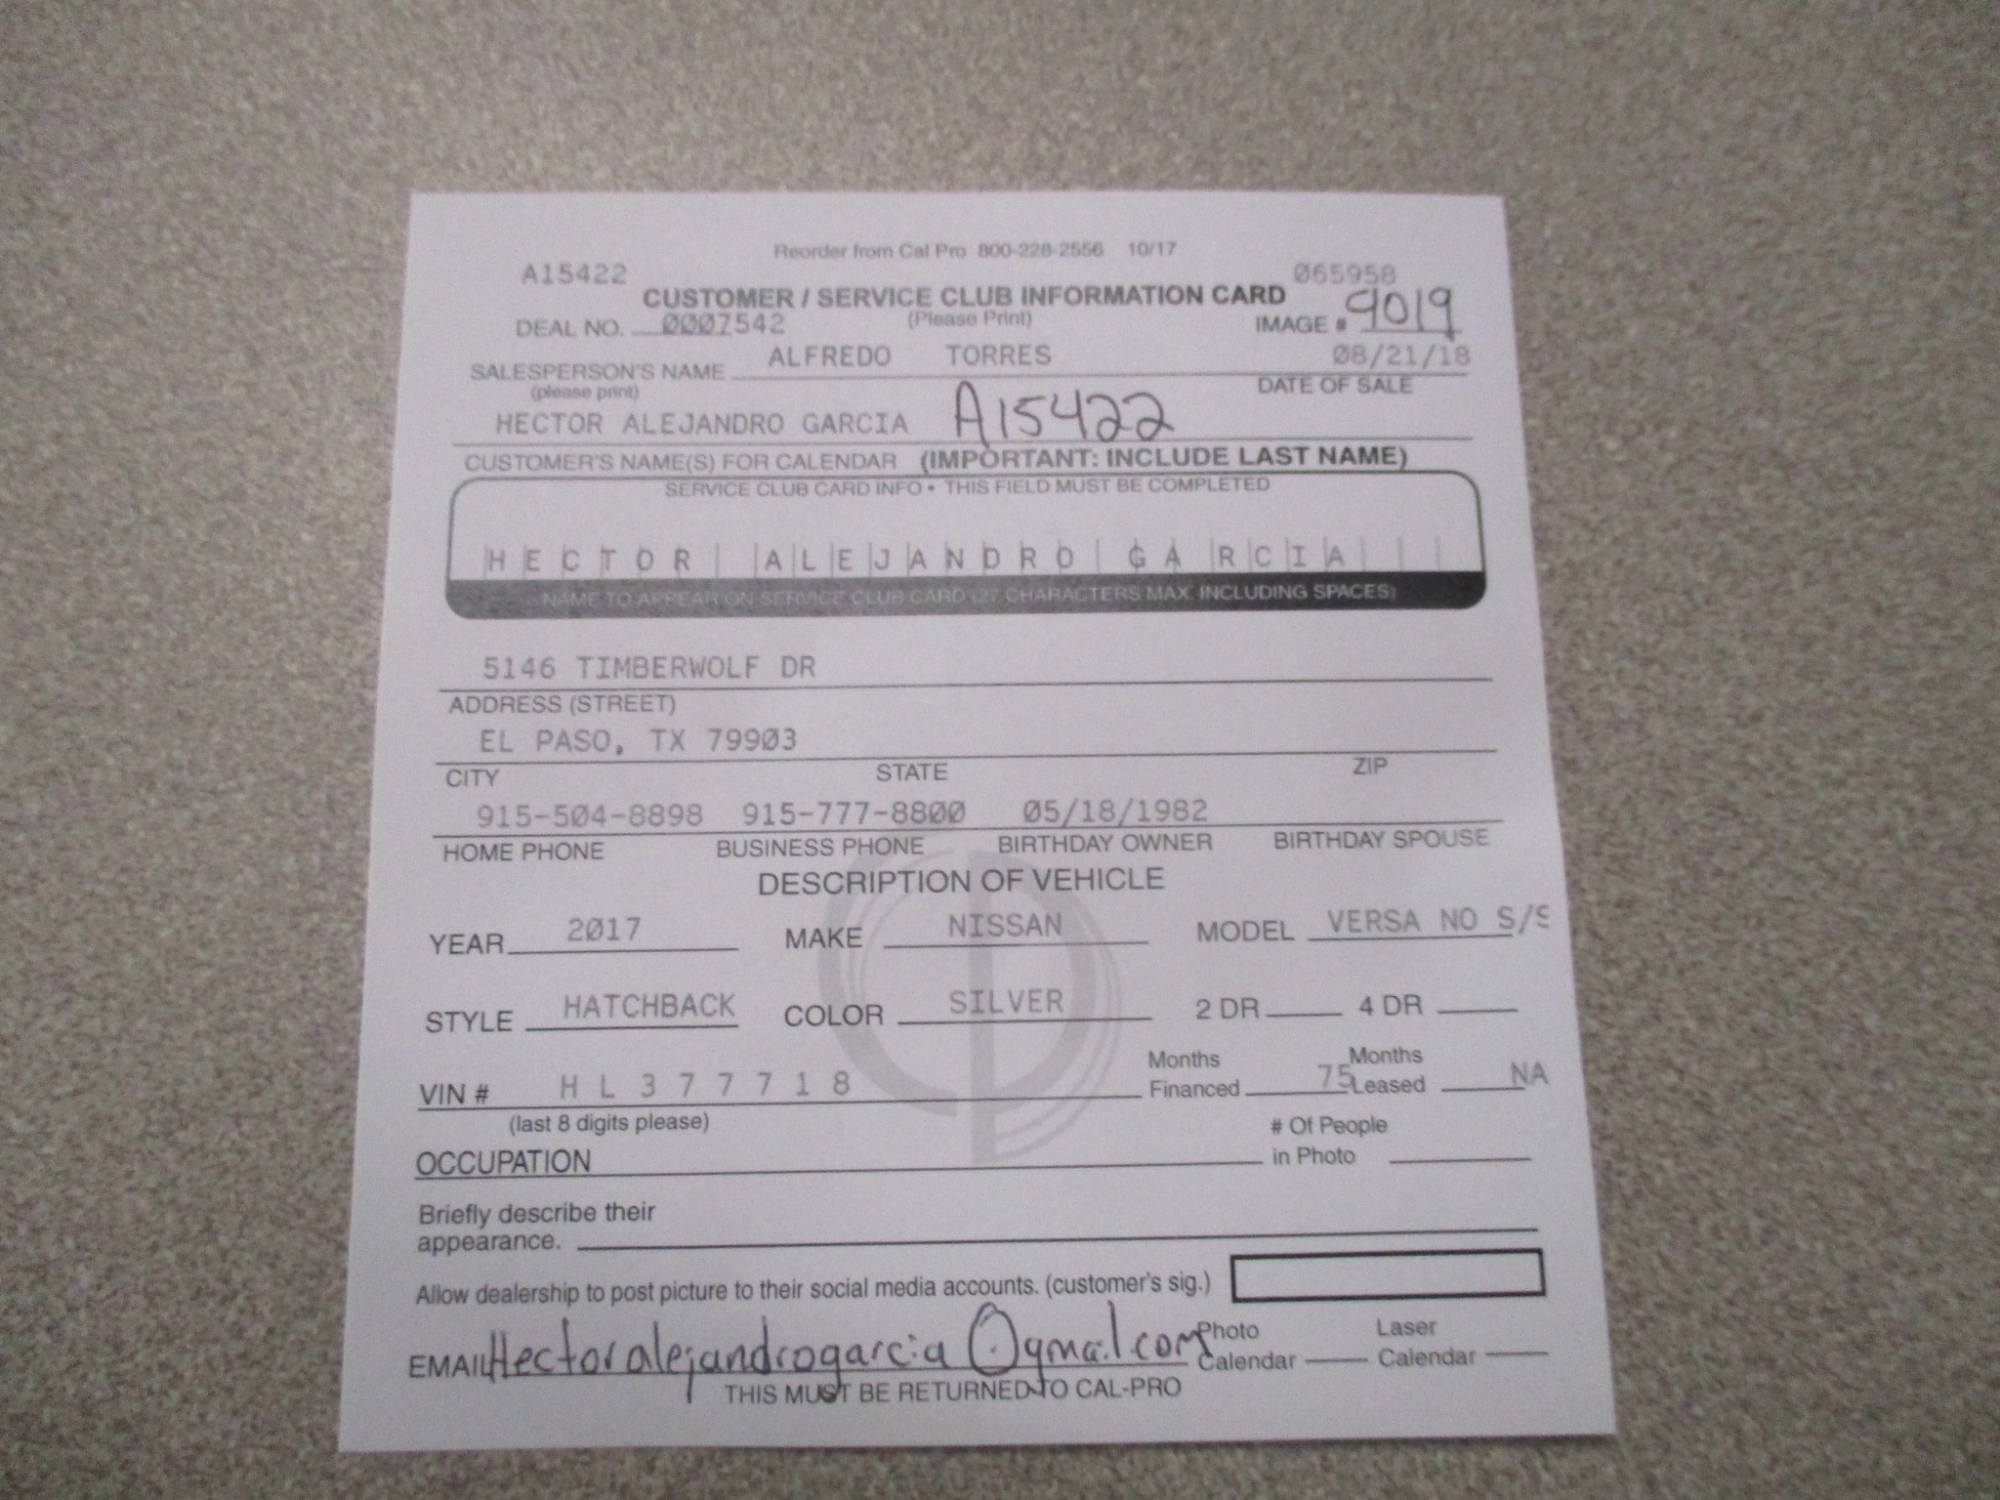 Reorder from Cal Pro 800-228-2556 10/17
A15422 065958
CUSTOMER / SERVICE CLUB INFORMATION CARD
DEAL NO. 0007542 (Please Print) IMAGE # 9019
SALESPERSON'S NAME ALFREDO TORRES 08/21/18
(please print) DATE OF SALE
HECTOR ALEJANDRO GARCIA A15422
CUSTOMER'S NAME(S) FOR CALENDAR (IMPORTANT: INCLUDE LAST NAME)
SERVICE CLUB CARD INFO • THIS FIELD MUST BE COMPLETED
HECTOR ALEJANDRO GARCIA
NAME TO APPEAR ON SERVICE CLUB CARD (27 CHARACTERS MAX. INCLUDING SPACES)
5146 TIMBERWOLF DR
ADDRESS (STREET)
EL PASO, TX 79903
CITY STATE ZIP
915-504-8898 915-777-8800 05/18/1982
HOME PHONE BUSINESS PHONE BIRTHDAY OWNER BIRTHDAY SPOUSE
DESCRIPTION OF VEHICLE
YEAR 2017 MAKE NISSAN MODEL VERSA NO S/S
STYLE HATCHBACK COLOR SILVER 2 DR 4 DR
Months Months
VIN # H L 3 7 7 7 1 8 Financed 75 Leased NA
(last 8 digits please) # Of People
OCCUPATION in Photo
Briefly describe their
appearance.
Allow dealership to post picture to their social media accounts. (customer's sig.)
Photo Laser
EMAIL Hectoralejandrogarcia@gmail.com Calendar Calendar
THIS MUST BE RETURNED TO CAL-PRO